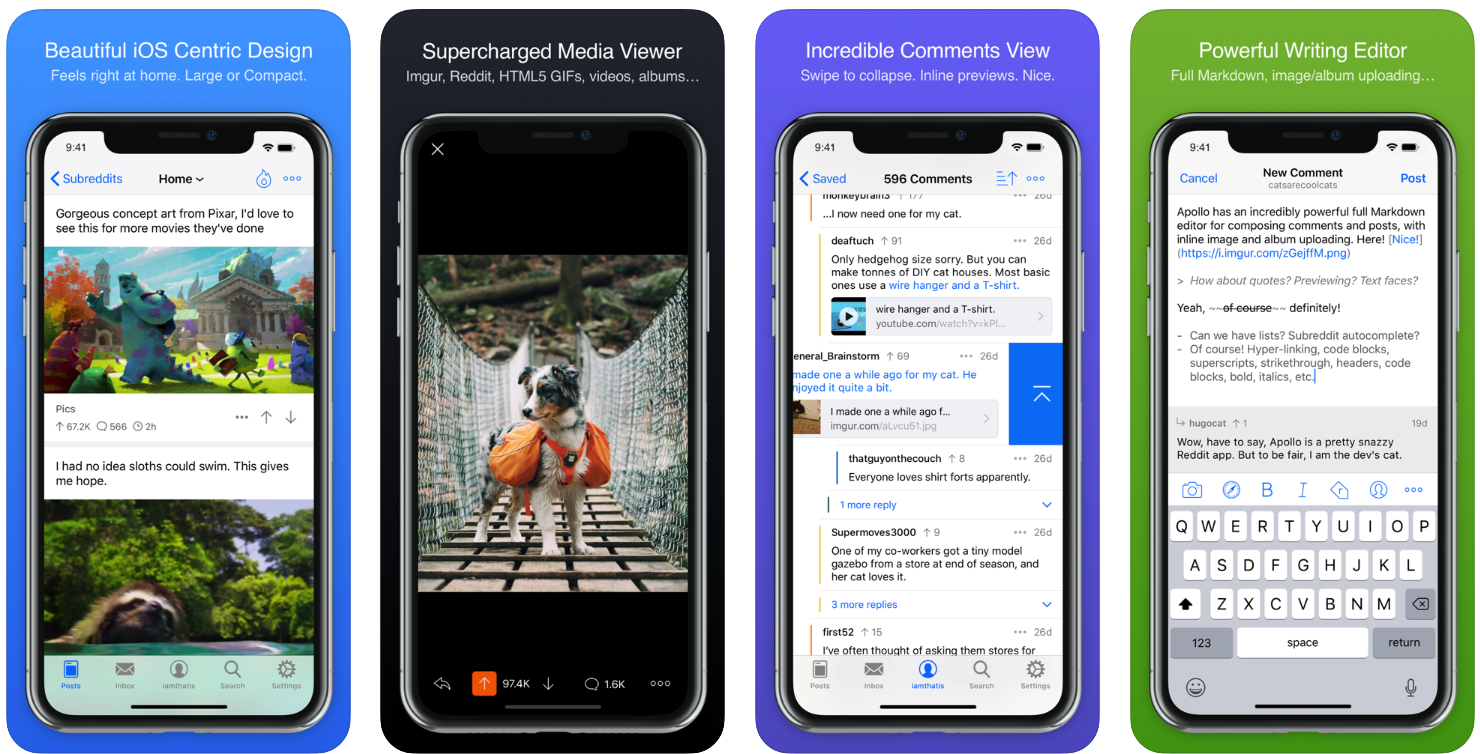 Beautiful iOS Centric Design
Feels right at home. Large or Compact.
9:41
Subreddits
Home
Gorgeous concept art from Pixar, I'd love to
see this for more movies they've done
Pics
67.2K 566 2h
I had no idea sloths could swim. This gives
me hope.
Posts Inbox iamthatis Search Settings
Supercharged Media Viewer
Imgur, Reddit, HTML5 GIFs, videos, albums...
97.4K 1.6K
Incredible Comments View
Swipe to collapse. Inline previews. Nice.
9:41
Saved
596 Comments
monkeybrain3 177 26d
...I now need one for my cat.
deaftuch 91 26d
Only hedgehog size sorry. But you can
make tonnes of DIY cat houses. Most basic
ones use a wire hanger and a T-shirt.
wire hanger and a T-shirt.
youtube.com/watch?v=kPl...
eneral_Brainstorm 69 26d
made one a while ago for my cat. He
njoyed it quite a bit.
I made one a while ago f...
imgur.com/aLvcu51.jpg
thatguyonthecouch 8 26d
Everyone loves shirt forts apparently.
1 more reply
Supermoves3000 9 26d
One of my co-workers got a tiny model
gazebo from a store at end of season, and
her cat loves it.
3 more replies
first52 15 26d
I've often thought of asking them stores for
Posts Inbox iamthatis Search Settings
Powerful Writing Editor
Full Markdown, image/album uploading...
9:41
Cancel
New Comment
catsarecoolcats
Post
Apollo has an incredibly powerful full Markdown
editor for composing comments and posts, with
inline image and album uploading. Here! [Nice!]
(https://i.imgur.com/zGejffM.png)
> How about quotes? Previewing? Text faces?
Yeah, ~~of course~~ definitely!
- Can we have lists? Subreddit autocomplete?
- Of course! Hyper-linking, code blocks,
superscripts, strikethrough, headers, code
blocks, bold, italics, etc.
hugocat 1 19d
Wow, have to say, Apollo is a pretty snazzy
Reddit app. But to be fair, I am the dev's cat.
B I r
Q W E R T Y U I O P
A S D F G H J K L
Z X C V B N M
123 space return